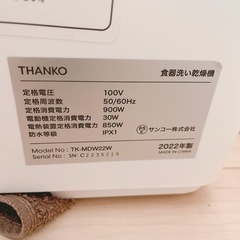 THANKO 食器洗い乾燥機
定格電圧 100V
定格周波数 50/60Hz
定格消費電力 900W
電動機定格消費電力 30W
電熱装置定格消費電力 850W
防水等級 IPX1
サンコー株式会社
Model No : TK-MDW22W
Serial No : SN C2235213
2022年製
MADE IN CHINA